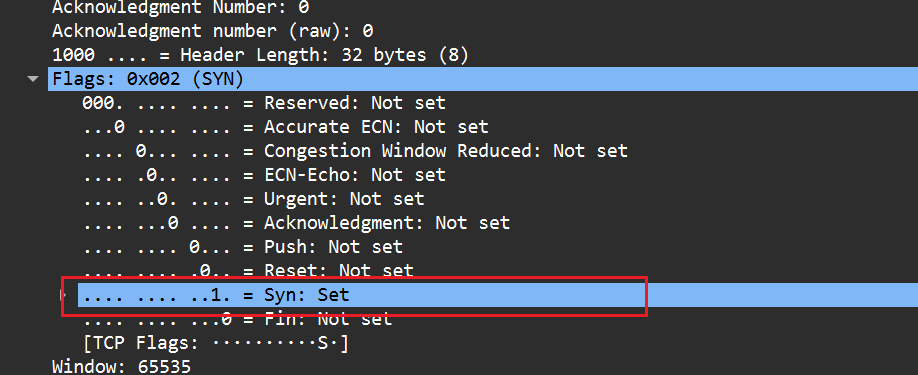 Acknowledgment Number: 0
Acknowledgment number (raw): 0
1000 .... = Header Length: 32 bytes (8)
Flags: 0x002 (SYN)
000. .... .... = Reserved: Not set
...0 .... .... = Accurate ECN: Not set
.... 0... .... = Congestion Window Reduced: Not set
.... .0.. .... = ECN-Echo: Not set
.... ..0. .... = Urgent: Not set
.... ...0 .... = Acknowledgment: Not set
.... .... 0... = Push: Not set
.... .... .0.. = Reset: Not set
.... .... ..1. = Syn: Set
.... .... ...0 = Fin: Not set
[TCP Flags: ··········S·]
Window: 65535